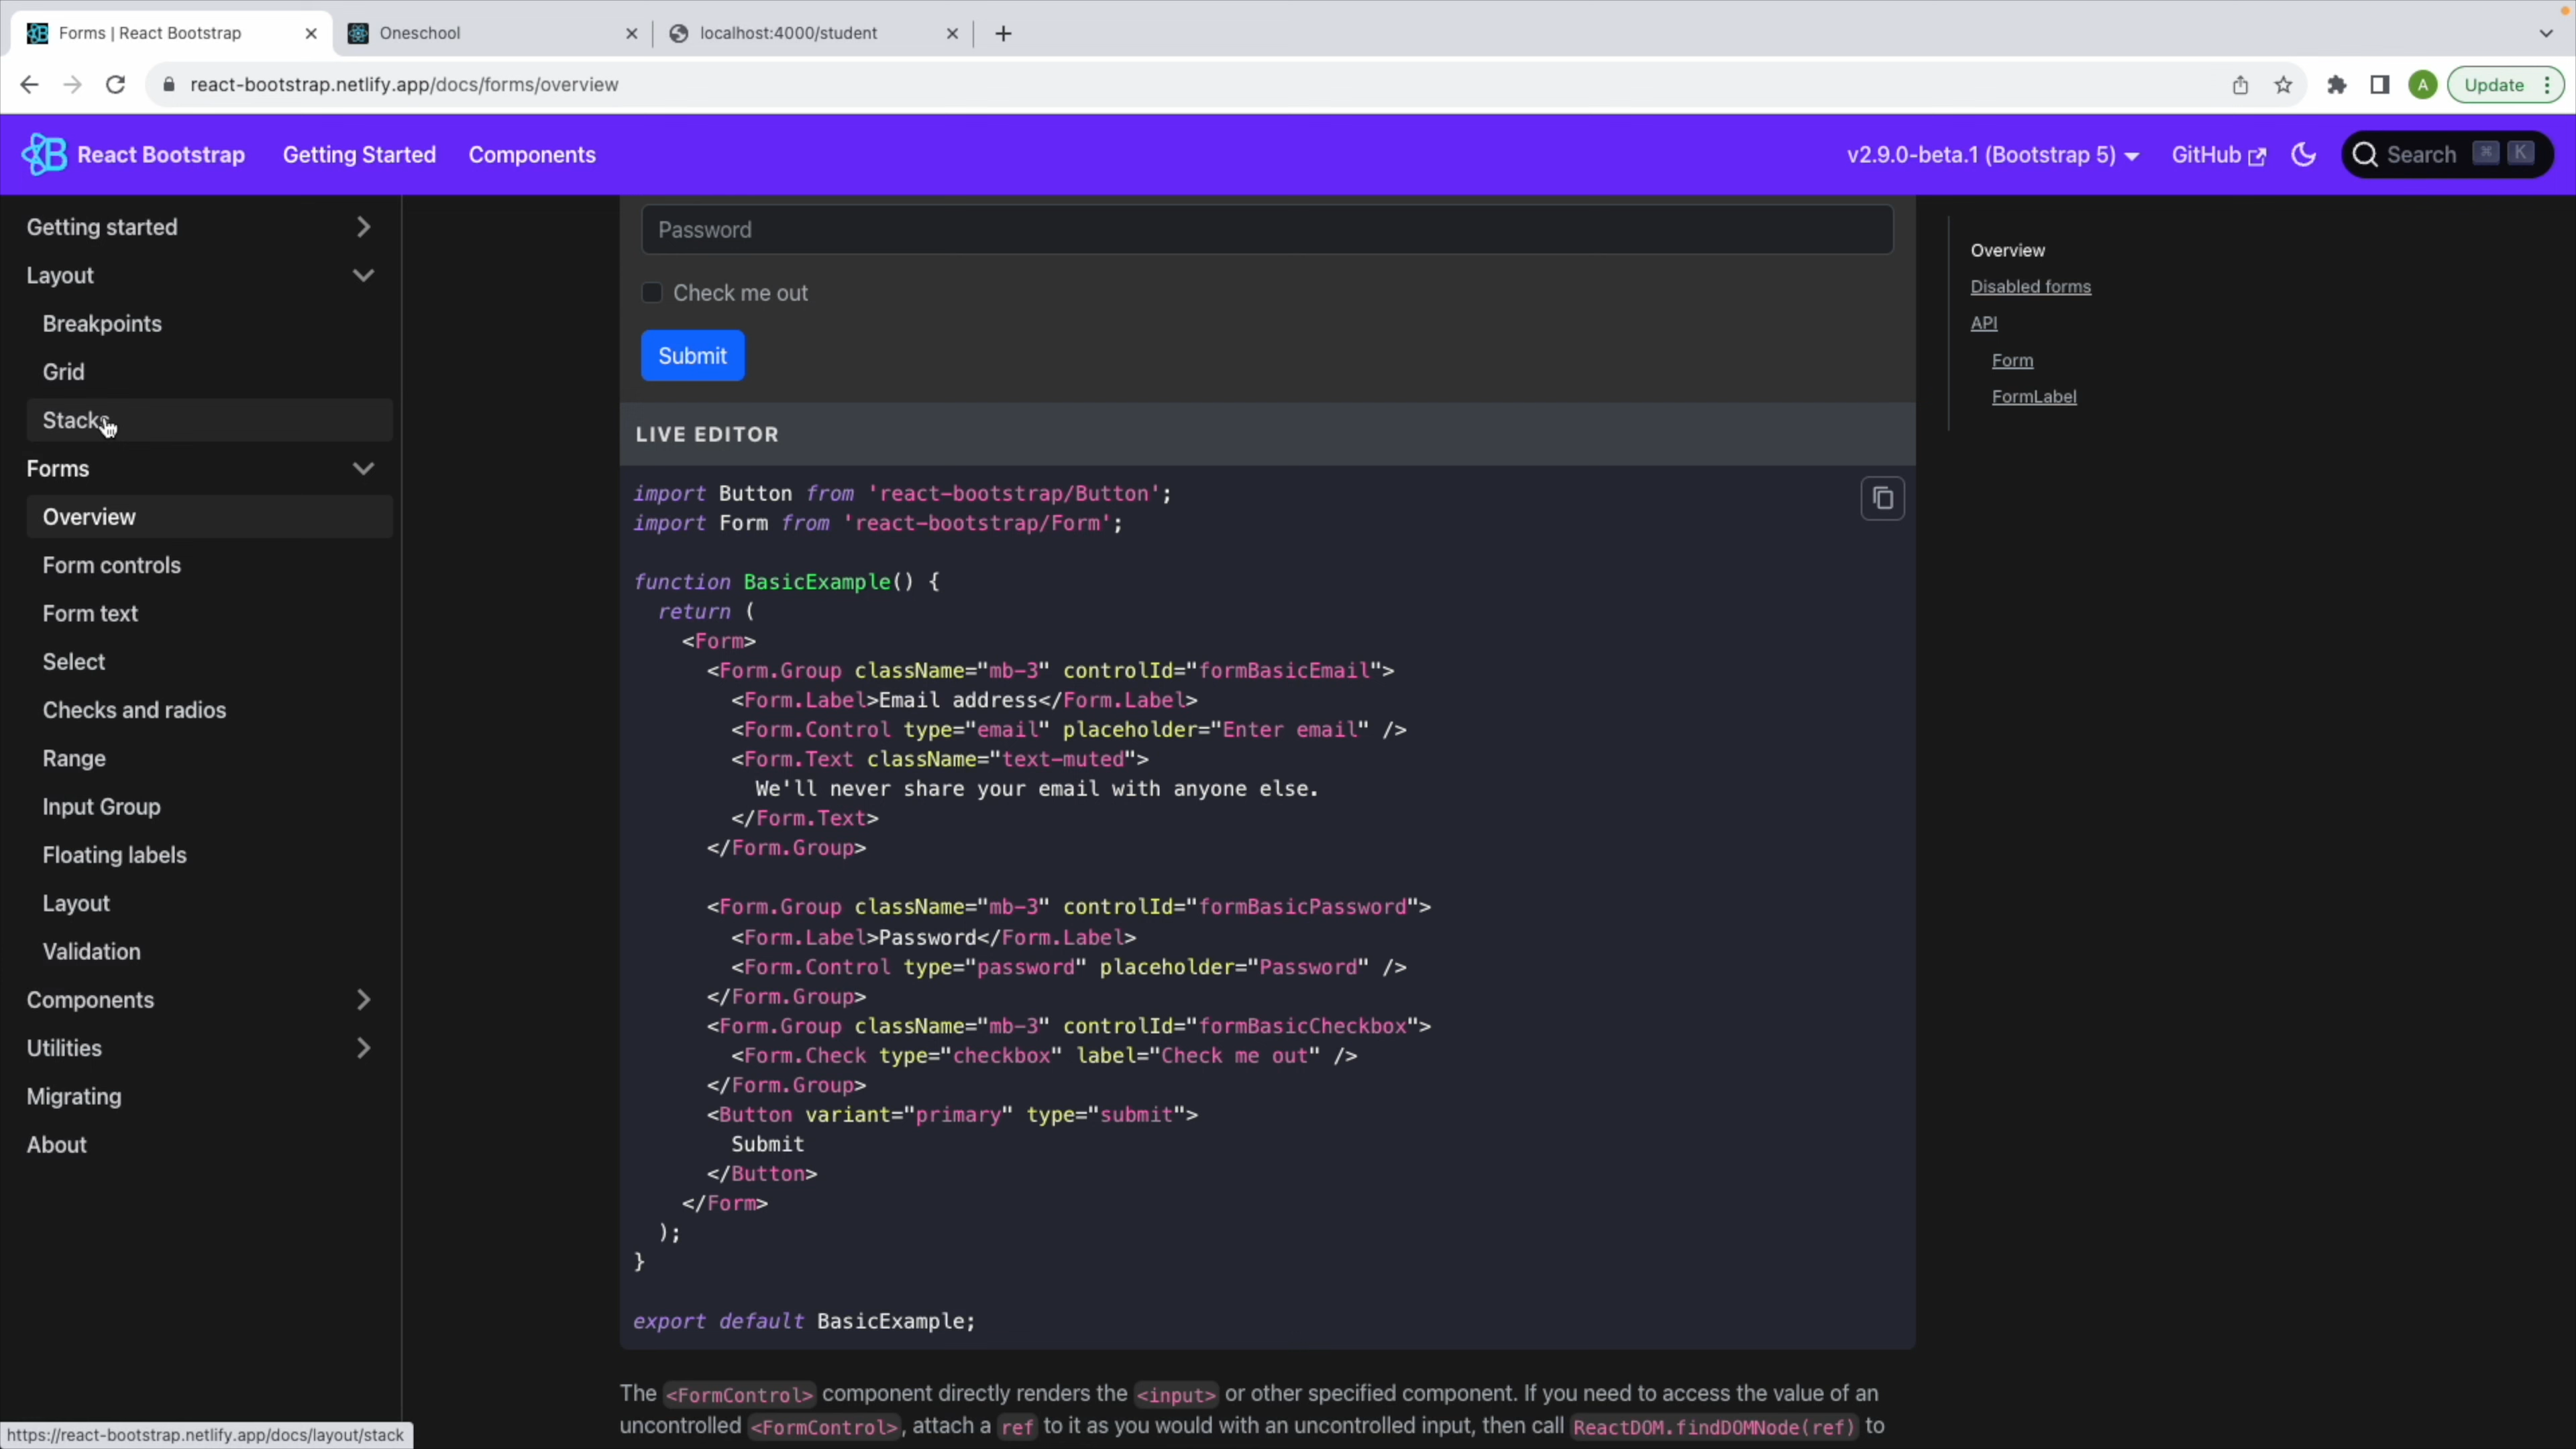 Forms | React Bootstrap
Oneschool
localhost:4000/student
react-bootstrap.netlify.app/docs/forms/overview
A
Update
React Bootstrap
Getting Started
Components
v2.9.0-beta.1 (Bootstrap 5)
GitHub
Search ⌘ K
Getting started
Layout
Breakpoints
Grid
Stacks
Forms
Overview
Form controls
Form text
Select
Checks and radios
Range
Input Group
Floating labels
Layout
Validation
Components
Utilities
Migrating
About
Password
Check me out
Submit
LIVE EDITOR
import Button from 'react-bootstrap/Button';
import Form from 'react-bootstrap/Form';
function BasicExample() {
return (
<Form>
<Form.Group className="mb-3" controlId="formBasicEmail">
<Form.Label>Email address</Form.Label>
<Form.Control type="email" placeholder="Enter email" />
<Form.Text className="text-muted">
We'll never share your email with anyone else.
</Form.Text>
</Form.Group>
<Form.Group className="mb-3" controlId="formBasicPassword">
<Form.Label>Password</Form.Label>
<Form.Control type="password" placeholder="Password" />
</Form.Group>
<Form.Group className="mb-3" controlId="formBasicCheckbox">
<Form.Check type="checkbox" label="Check me out" />
</Form.Group>
<Button variant="primary" type="submit">
Submit
</Button>
</Form>
);
}
export default BasicExample;
The <FormControl> component directly renders the <input> or other specified component. If you need to access the value of an
uncontrolled <FormControl>, attach a ref to it as you would with an uncontrolled input, then call ReactDOM.findDOMNode(ref) to
Overview
Disabled forms
API
Form
FormLabel
https://react-bootstrap.netlify.app/docs/layout/stack